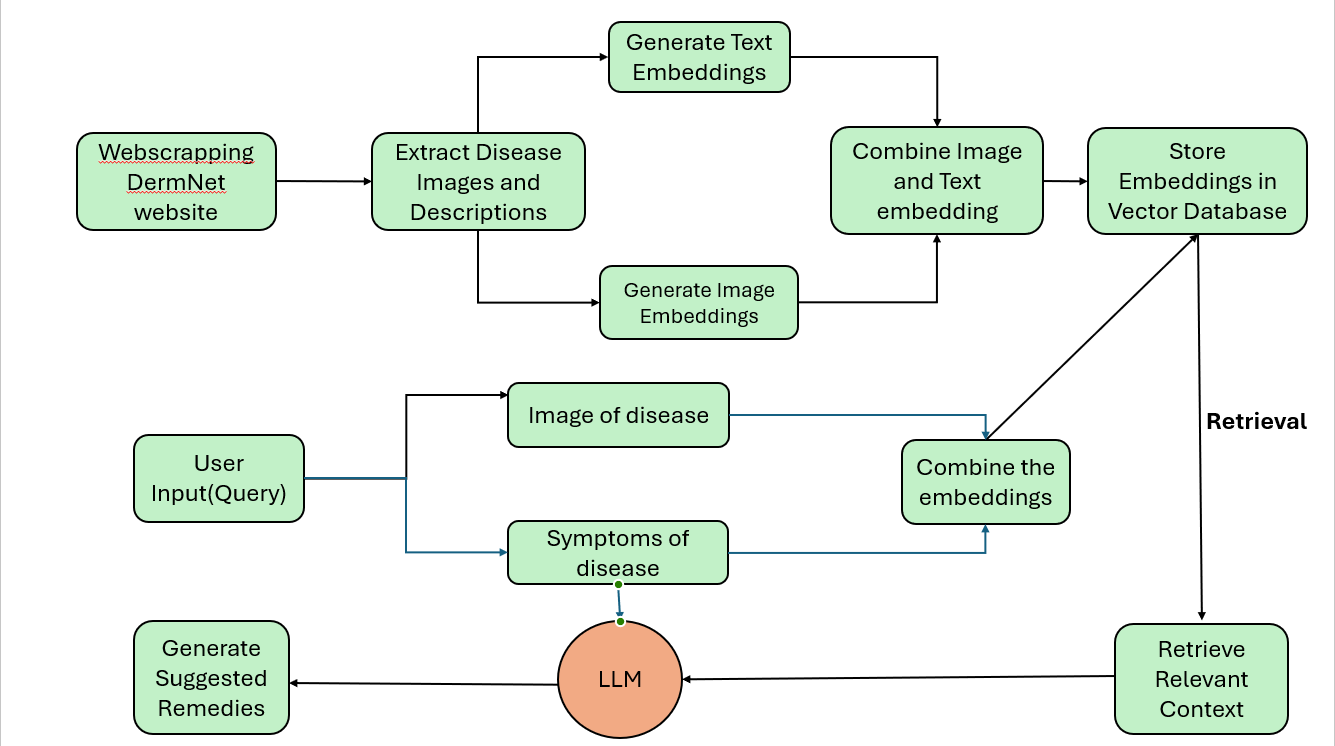 Generate Text
Embeddings
Webscrapping
DermNet
website
Extract Disease
Images and
Descriptions
Combine Image
and Text
embedding
Store
Embeddings in
Vector Database
Generate Image
Embeddings
Image of disease
Retrieval
User
Input(Query)
Combine the
embeddings
Symptoms of
disease
Generate
Suggested
Remedies
LLM
Retrieve
Relevant
Context